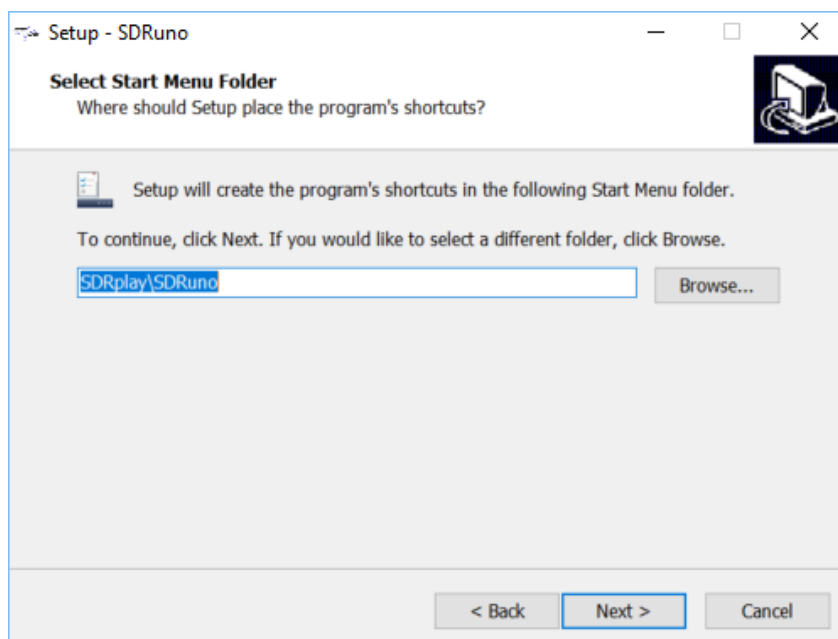 Setup - SDRuno
Select Start Menu Folder
Where should Setup place the program's shortcuts?
Setup will create the program's shortcuts in the following Start Menu folder.
To continue, click Next. If you would like to select a different folder, click Browse.
SDRplay\SDRuno
Browse...
< Back
Next >
Cancel